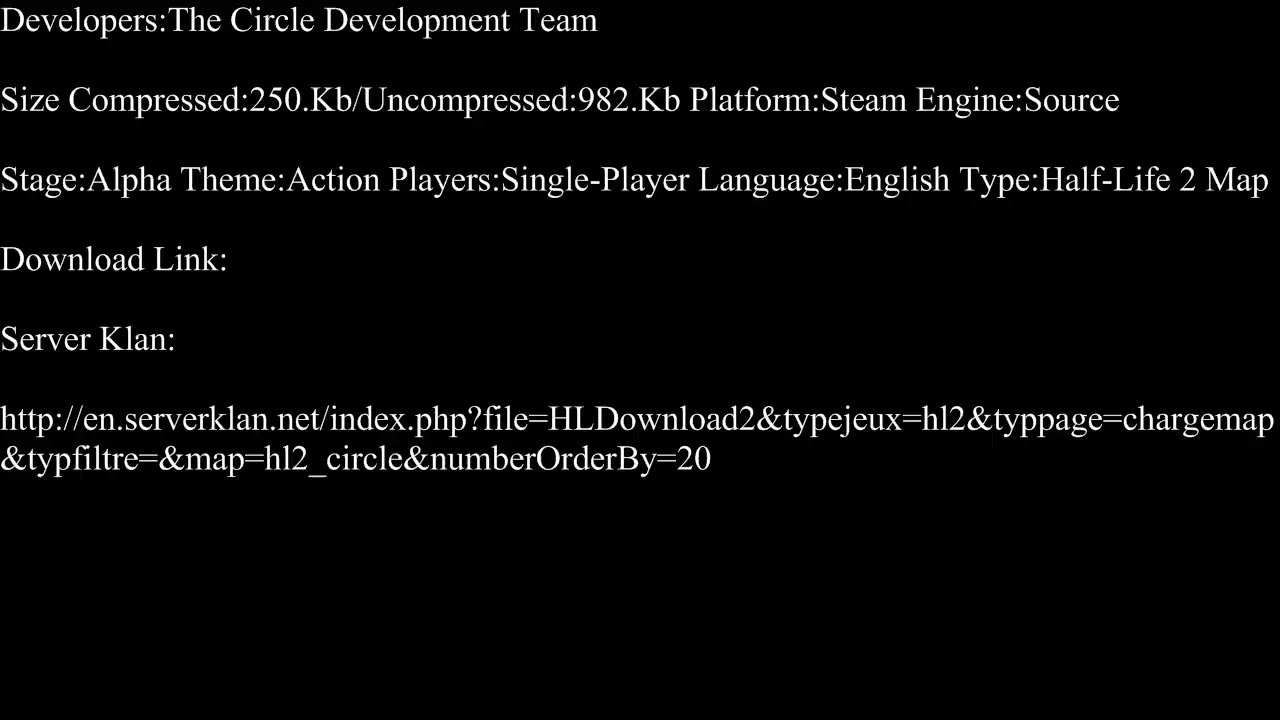 Developers:The Circle Development Team
Size Compressed:250.Kb/Uncompressed:982.Kb Platform:Steam Engine:Source
Stage:Alpha Theme:Action Players:Single-Player Language:English Type:Half-Life 2 Map
Download Link:
Server Klan:
http://en.serverklan.net/index.php?file=HLDownload2&typejeux=hl2&typpage=chargemap
&typfiltre=&map=hl2_circle&numberOrderBy=20